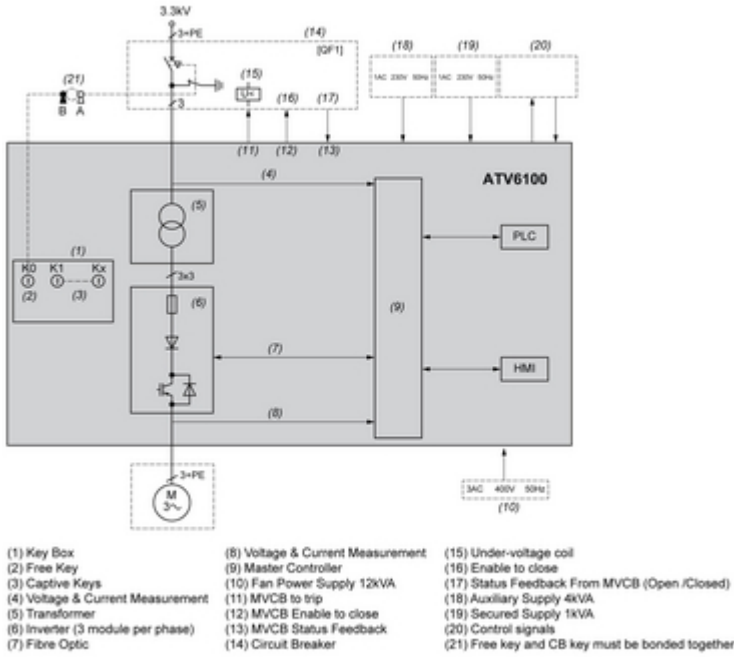 3.3kV
3+PE
(14)
[QF1]
(18)
(19)
(20)
(15)
1AC 230V 50Hz
1AC 230V 50Hz
(21)
U<
(16)
(17)
B A
3
(11)
(12)
(13)
(4)
ATV6100
(5)
PLC
(1)
K0 K1 Kx
(2)
(3)
3x3
(6)
(9)
(7)
HMI
(8)
3+PE
M
3~
3AC 400V 50Hz
(10)
(1) Key Box
(2) Free Key
(3) Captive Keys
(4) Voltage & Current Measurement
(5) Transformer
(6) Inverter (3 module per phase)
(7) Fibre Optic
(8) Voltage & Current Measurement
(9) Master Controller
(10) Fan Power Supply 12kVA
(11) MVCB to trip
(12) MVCB Enable to close
(13) MVCB Status Feedback
(14) Circuit Breaker
(15) Under-voltage coil
(16) Enable to close
(17) Status Feedback From MVCB (Open /Closed)
(18) Auxiliary Supply 4kVA
(19) Secured Supply 1kVA
(20) Control signals
(21) Free key and CB key must be bonded together